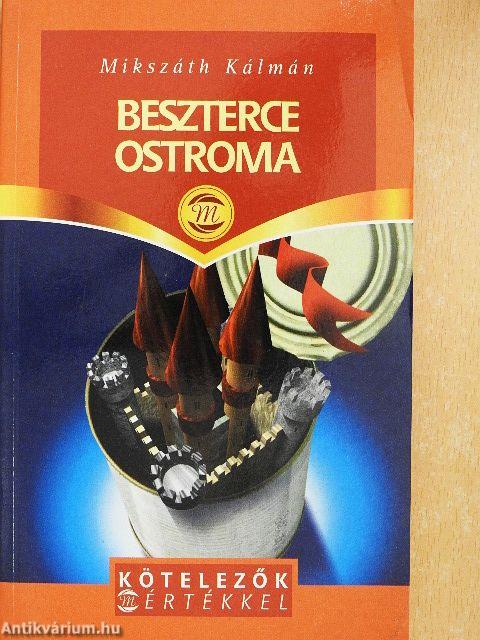 Mikszáth Kálmán
BESZTERCE
OSTROMA
M
KÖTELEZŐK
M ÉRTÉKKEL
Antikvárium.hu